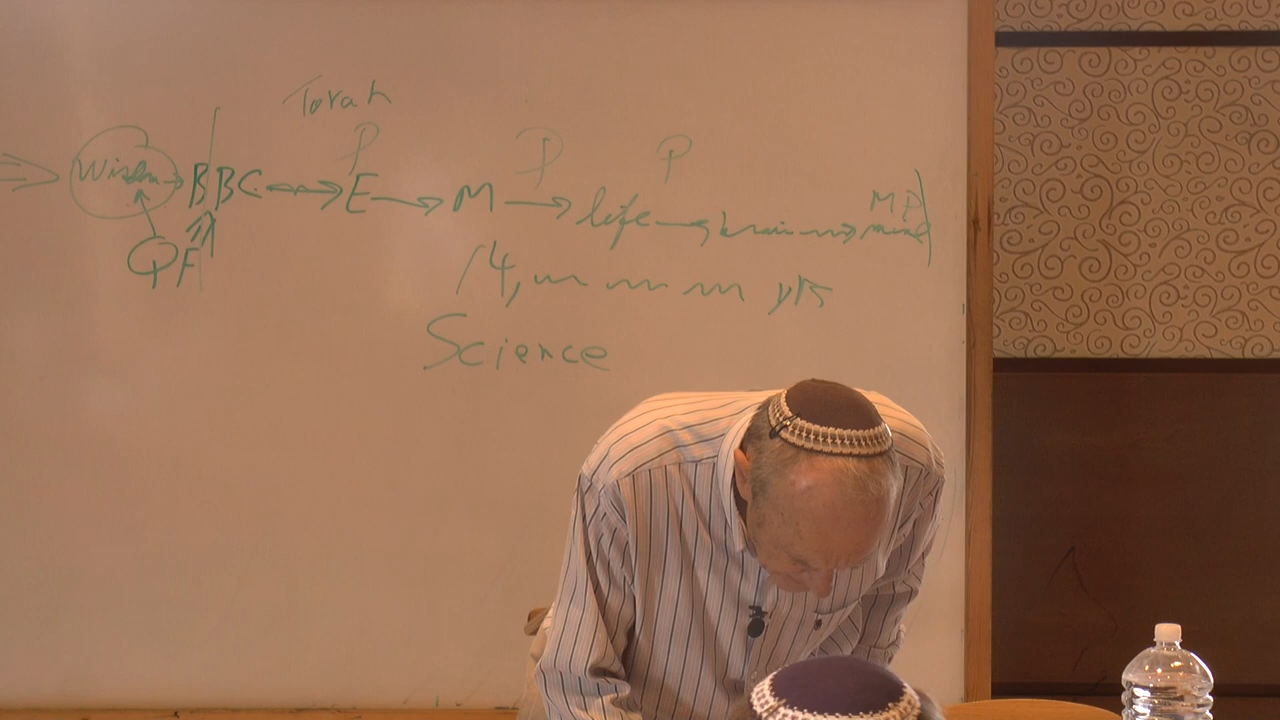 Torah
P P P
⇒ Wisdom → BBC ↔ E → M → life → brain → mind
MP
QF
14, yrs
Science